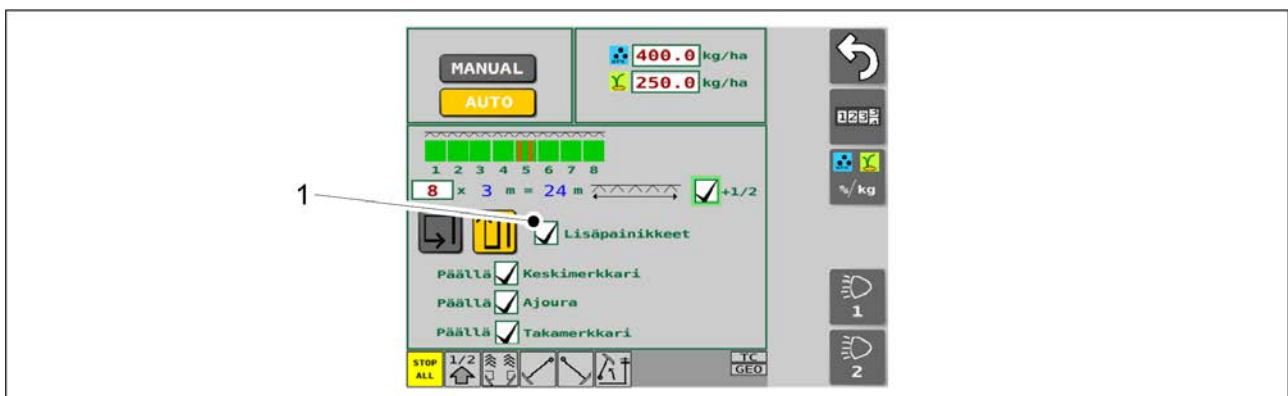 MANUAL
AUTO
400.0 kg/ha
250.0 kg/ha
1 2 3 4 5 6 7 8
8 x 3 m = 24 m +1/2
1
Lisäpainikkeet
Päällä Keskimerkkari
Päällä Ajoura
Päällä Takamerkkari
STOP ALL
1/2
TC
GEO
%/kg
1
2